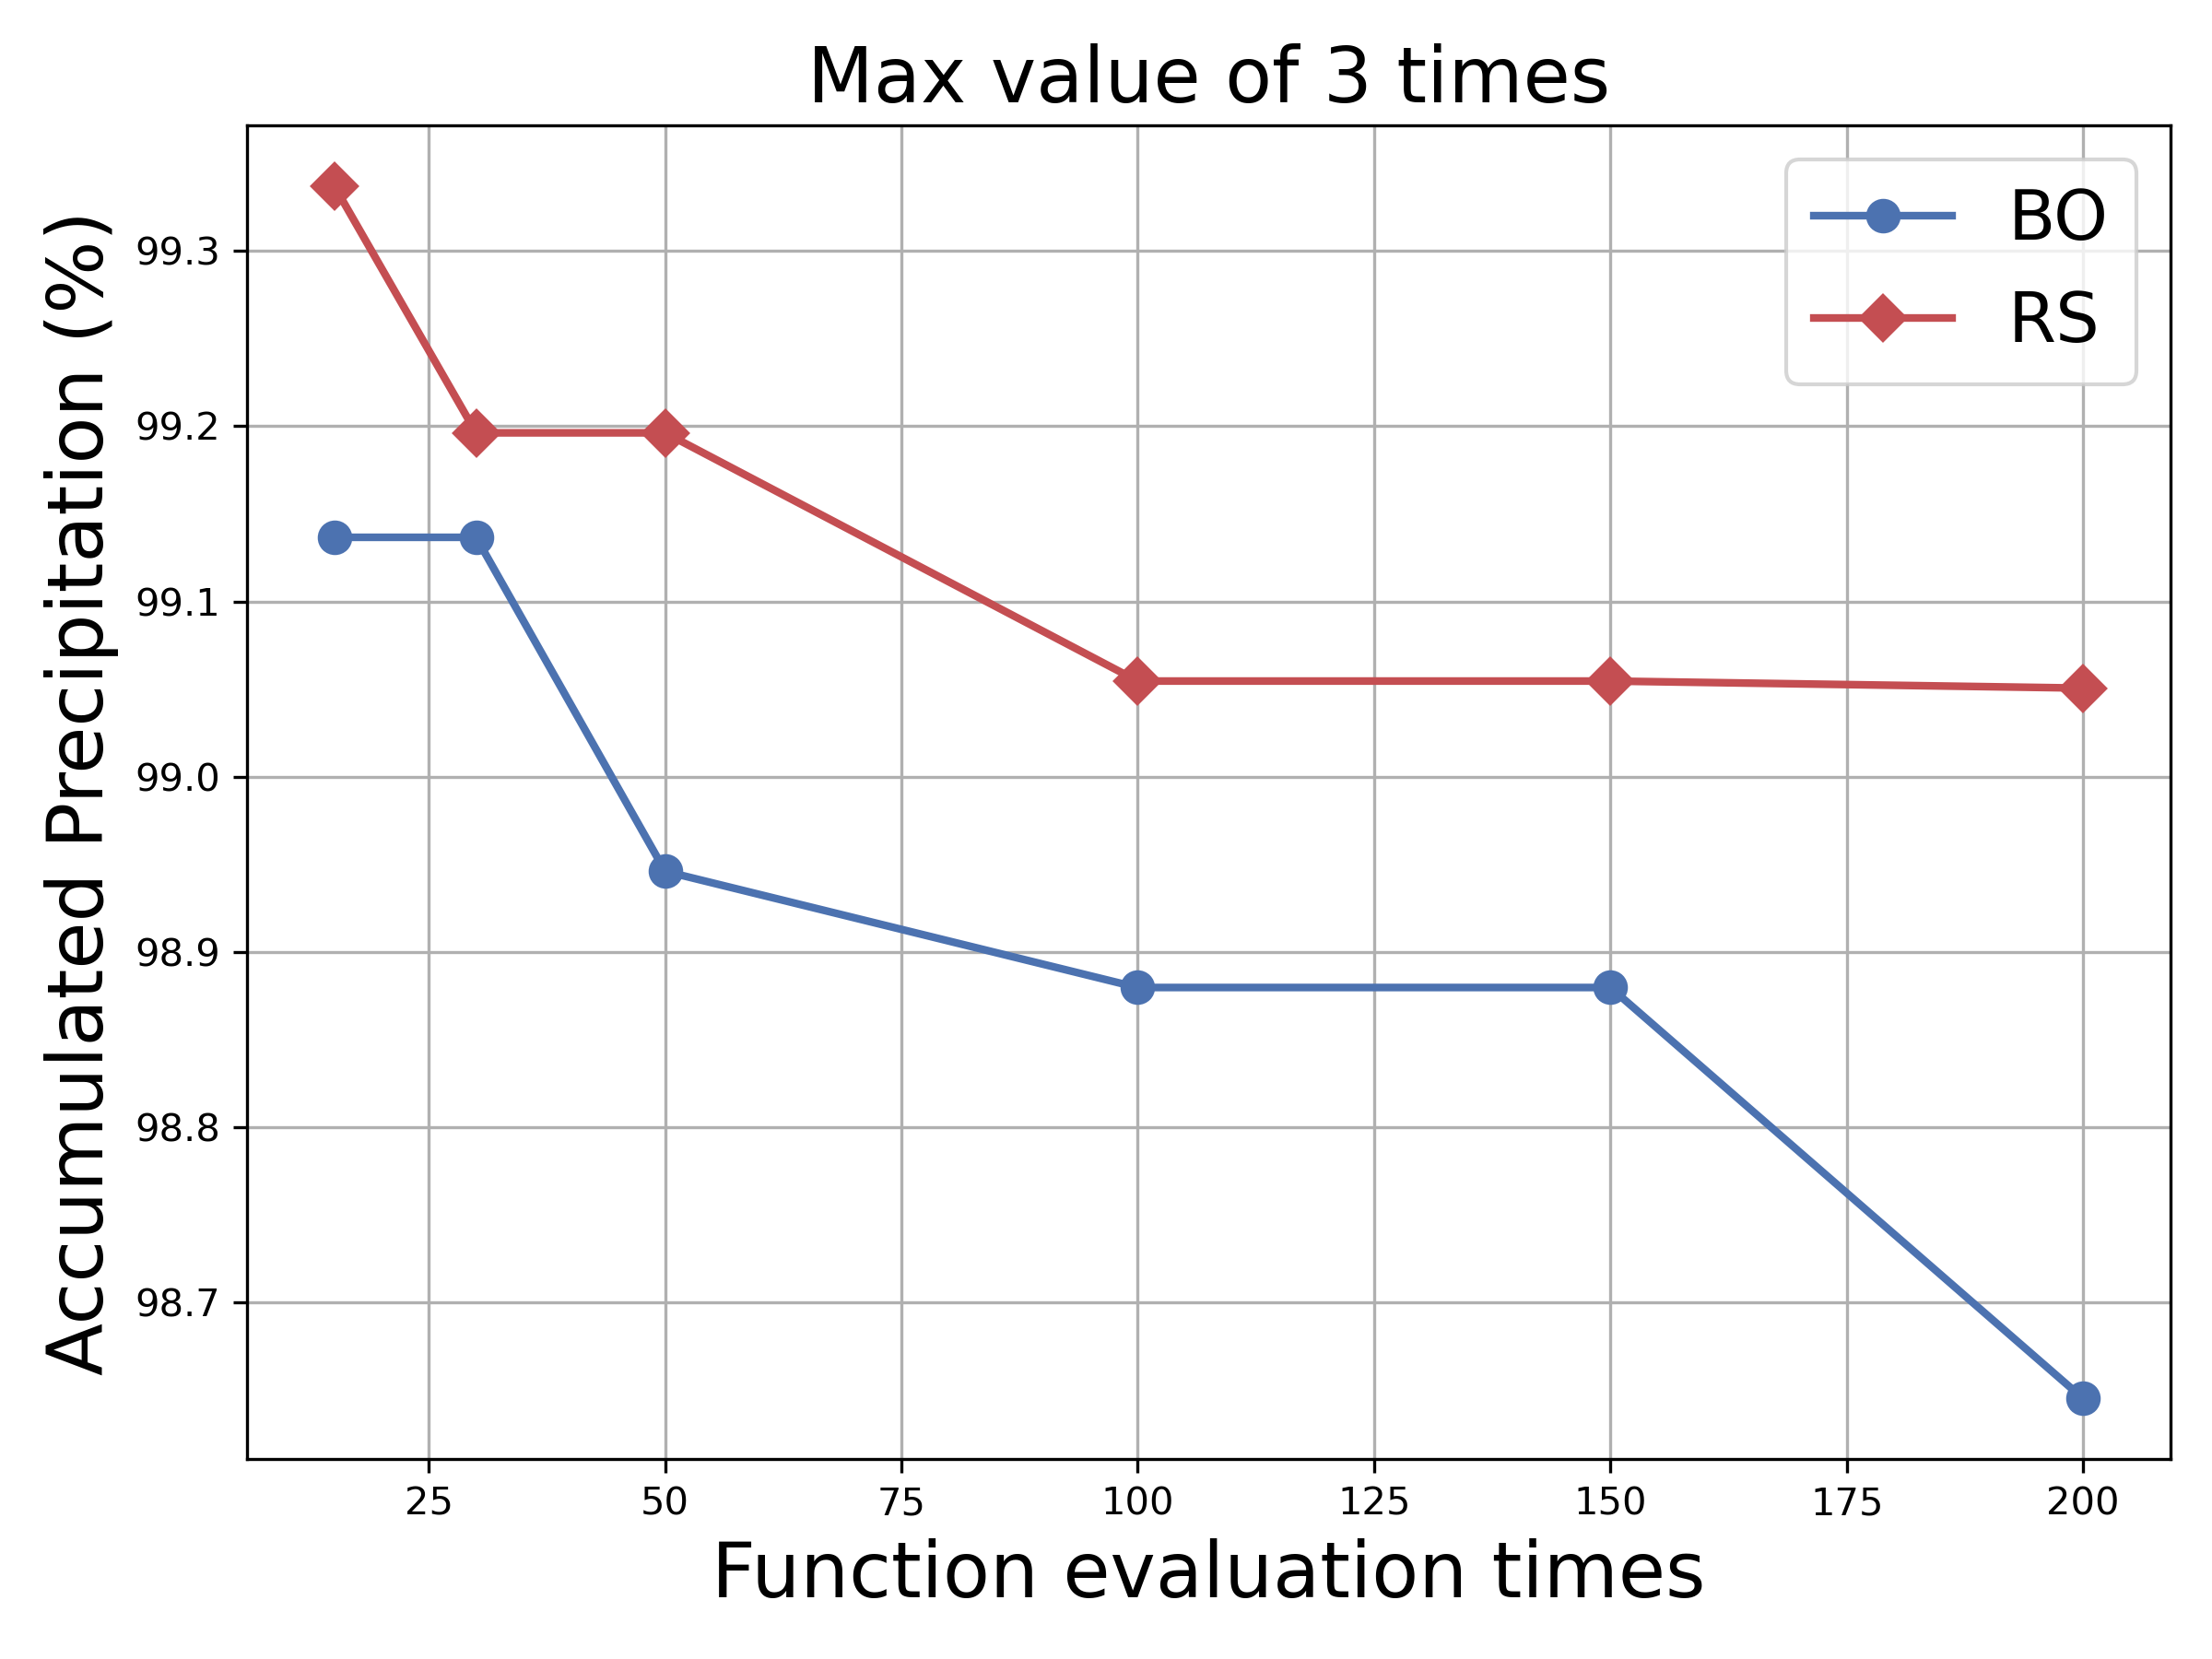 Max value of 3 times
BO
RS
Accumulated Precipitation (%)
99.3
99.2
99.1
99.0
98.9
98.8
98.7
25 50 75 100 125 150 175 200
Function evaluation times